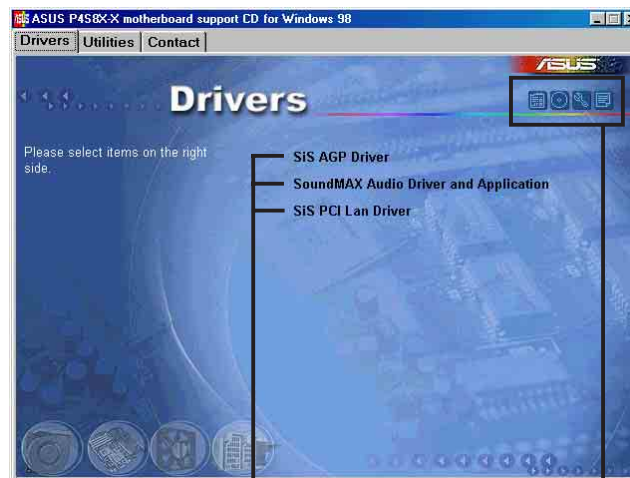 ASUS P4S8X-X motherboard support CD for Windows 98
Drivers Utilities Contact
ASUS
Drivers
Please select items on the right
side.
SiS AGP Driver
SoundMAX Audio Driver and Application
SiS PCI Lan Driver